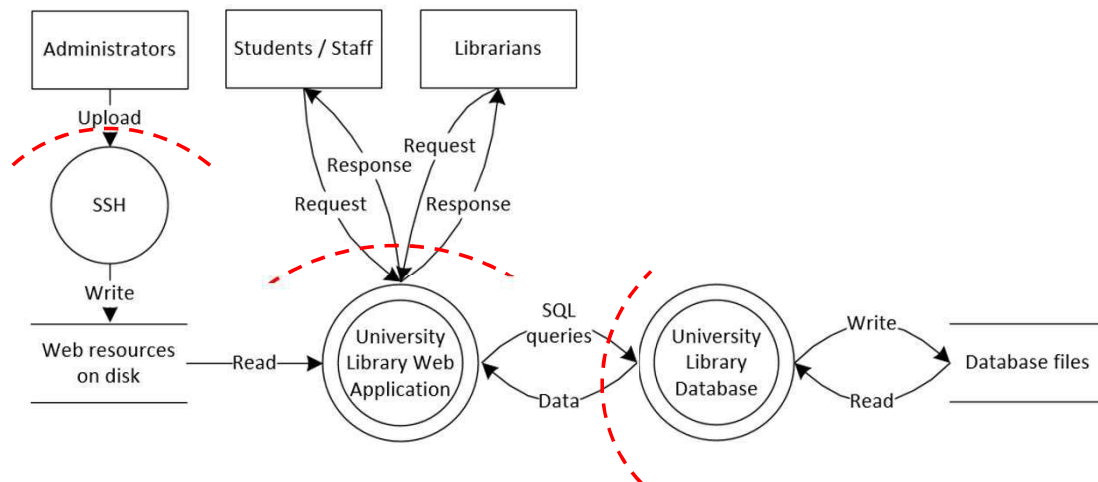 Administrators
Students / Staff
Librarians
Upload
Request
Response
Request
Response
SSH
Write
SQL
queries
University
Library Web
Application
University
Library
Database
Write
Web resources
on disk
Read
Database files
Data
Read